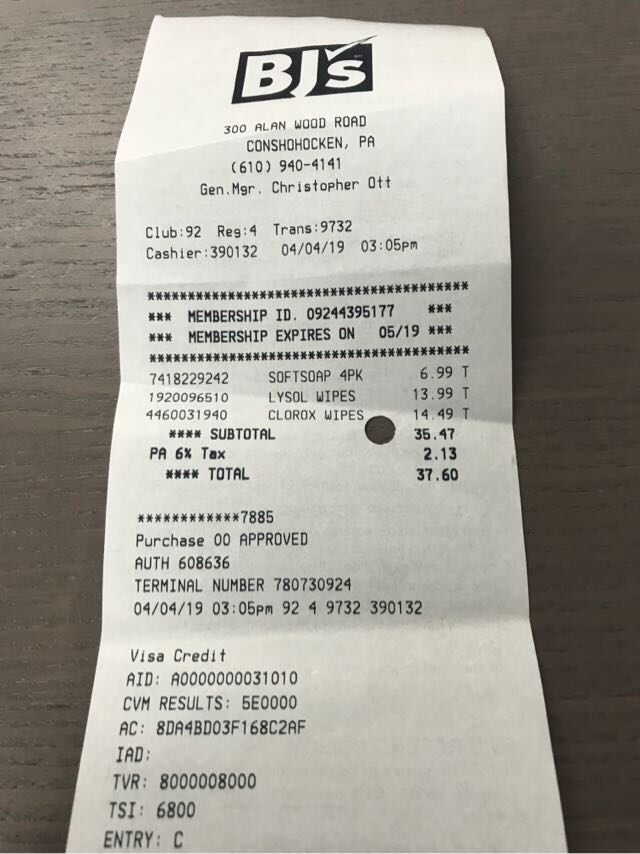 BJ's
300 ALAN WOOD ROAD
CONSHOHOCKEN, PA
(610) 940-4141
Gen.Mgr. Christopher Ott
Club:92 Reg:4 Trans:9732
Cashier:390132 04/04/19 03:05pm
****************************************
*** MEMBERSHIP ID. 09244395177 ***
*** MEMBERSHIP EXPIRES ON 05/19 ***
****************************************
7418229242 SOFTSOAP 4PK 6.99 T
1920096510 LYSOL WIPES 13.99 T
4460031940 CLOROX WIPES 14.49 T
**** SUBTOTAL 35.47
PA 6% Tax 2.13
**** TOTAL 37.60
************7885
Purchase 00 APPROVED
AUTH 608636
TERMINAL NUMBER 780730924
04/04/19 03:05pm 92 4 9732 390132
Visa Credit
AID: A0000000031010
CVM RESULTS: 5E0000
AC: 8DA4BD03F168C2AF
IAD:
TVR: 8000008000
TSI: 6800
ENTRY: C